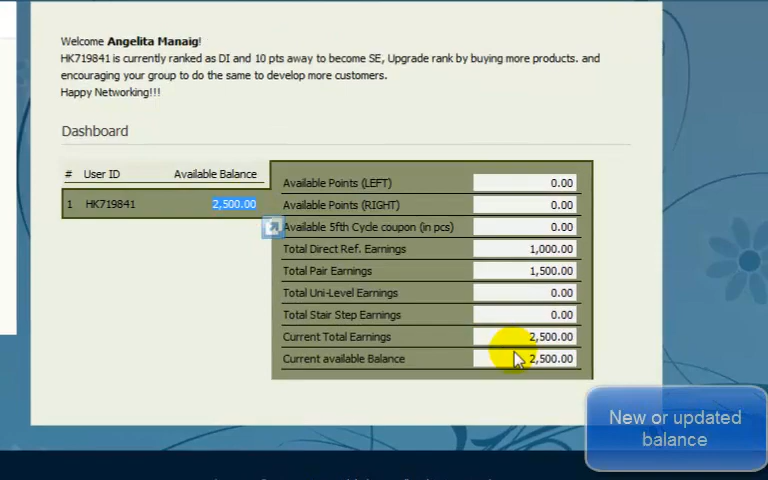 Welcome Angelita Manaig!
HK719841 is currently ranked as DI and 10 pts away to become SE, Upgrade rank by buying more products. and
encouraging your group to do the same to develop more customers.
Happy Networking!!!
Dashboard
# User ID Available Balance
1 HK719841 2,500.00
Available Points (LEFT) 0.00
Available Points (RIGHT) 0.00
Available 5fth Cycle coupon (in pcs) 0.00
Total Direct Ref. Earnings 1,000.00
Total Pair Earnings 1,500.00
Total Uni-Level Earnings 0.00
Total Stair Step Earnings 0.00
Current Total Earnings 2,500.00
Current available Balance 2,500.00
New or updated
balance